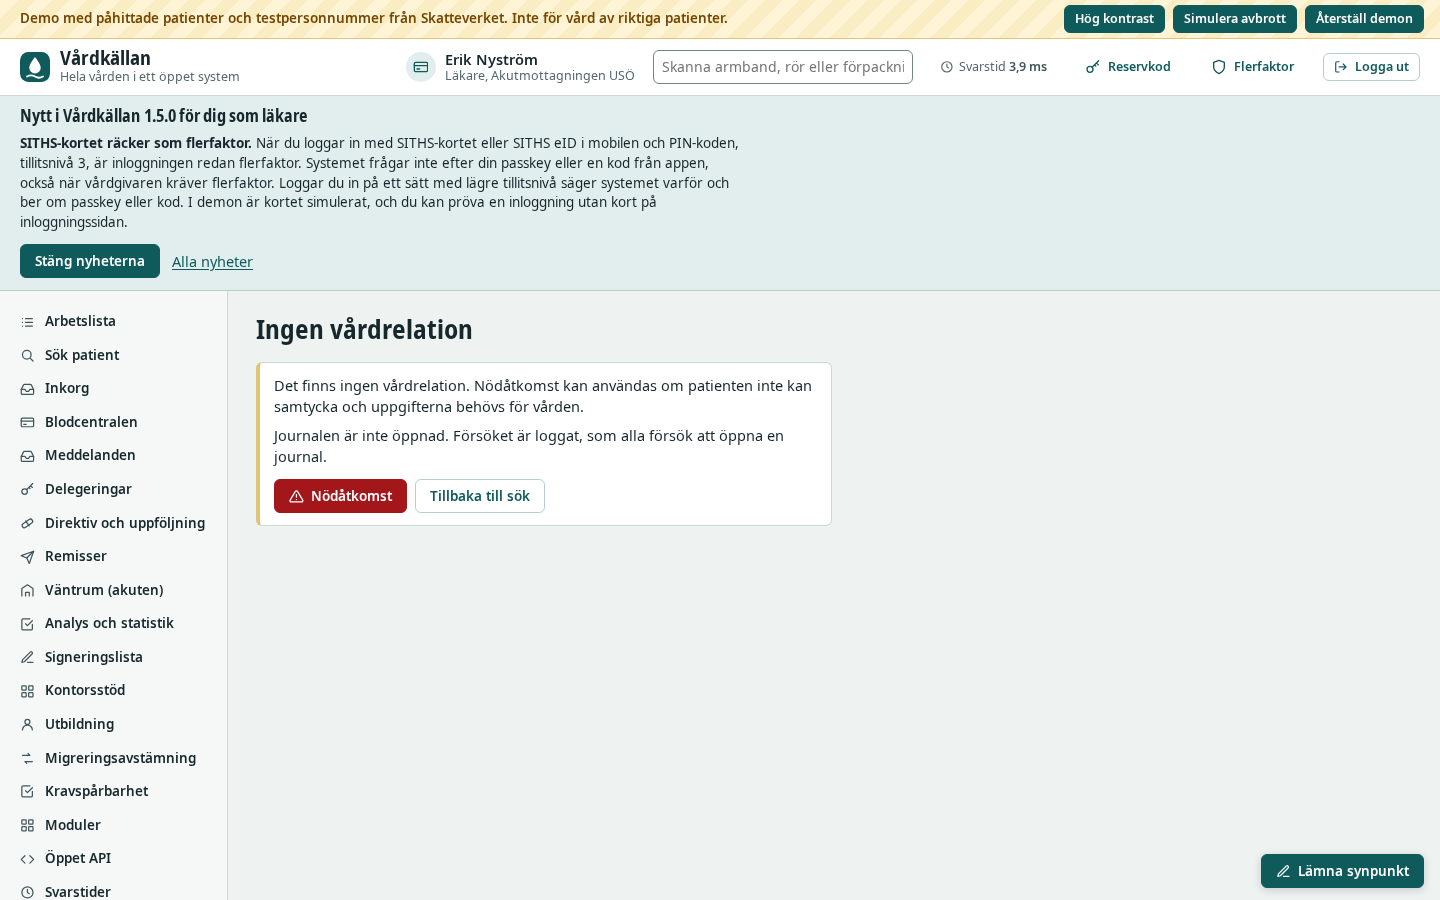 Demo med påhittade patienter och testpersonnummer från Skatteverket. Inte för vård av riktiga patienter.
Hög kontrast
Simulera avbrott
Återställ demon
Vårdkällan
Hela vården i ett öppet system
Erik Nyström
Läkare, Akutmottagningen USÖ
Skanna armband, rör eller förpackni
Svarstid 3,9 ms
Reservkod
Flerfaktor
Logga ut
Nytt i Vårdkällan 1.5.0 för dig som läkare
SITHS-kortet räcker som flerfaktor. När du loggar in med SITHS-kortet eller SITHS eID i mobilen och PIN-koden,
tillitsnivå 3, är inloggningen redan flerfaktor. Systemet frågar inte efter din passkey eller en kod från appen,
också när vårdgivaren kräver flerfaktor. Loggar du in på ett sätt med lägre tillitsnivå säger systemet varför och
ber om passkey eller kod. I demon är kortet simulerat, och du kan pröva en inloggning utan kort på
inloggningssidan.
Stäng nyheterna
Alla nyheter
Arbetslista
Sök patient
Inkorg
Blodcentralen
Meddelanden
Delegeringar
Direktiv och uppföljning
Remisser
Väntrum (akuten)
Analys och statistik
Signeringslista
Kontorsstöd
Utbildning
Migreringsavstämning
Kravspårbarhet
Moduler
Öppet API
Svarstider
Ingen vårdrelation
Det finns ingen vårdrelation. Nödåtkomst kan användas om patienten inte kan
samtycka och uppgifterna behövs för vården.
Journalen är inte öppnad. Försöket är loggat, som alla försök att öppna en
journal.
Nödåtkomst
Tillbaka till sök
Lämna synpunkt